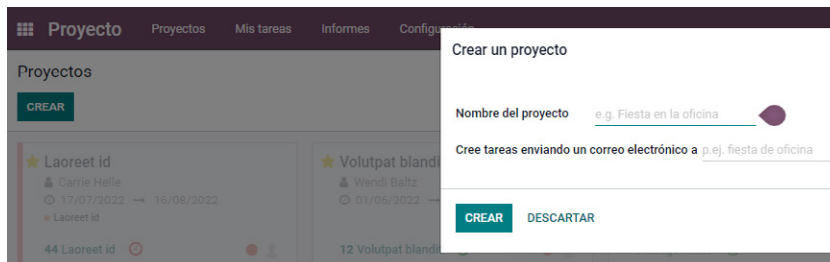 Proyecto Proyectos Mis tareas Informes Configuración
Proyectos
CREAR
Crear un proyecto
Nombre del proyecto e.g. Fiesta en la oficina
Cree tareas enviando un correo electrónico a p.ej. fiesta de oficina
CREAR DESCARTAR
Laoreet id
Carrie Helle
17/07/2022 → 16/08/2022
Laoreet id
44 Laoreet id
Volutpat blandi
Wendi Baltz
01/06/2022 →
12 Volutpat blandit